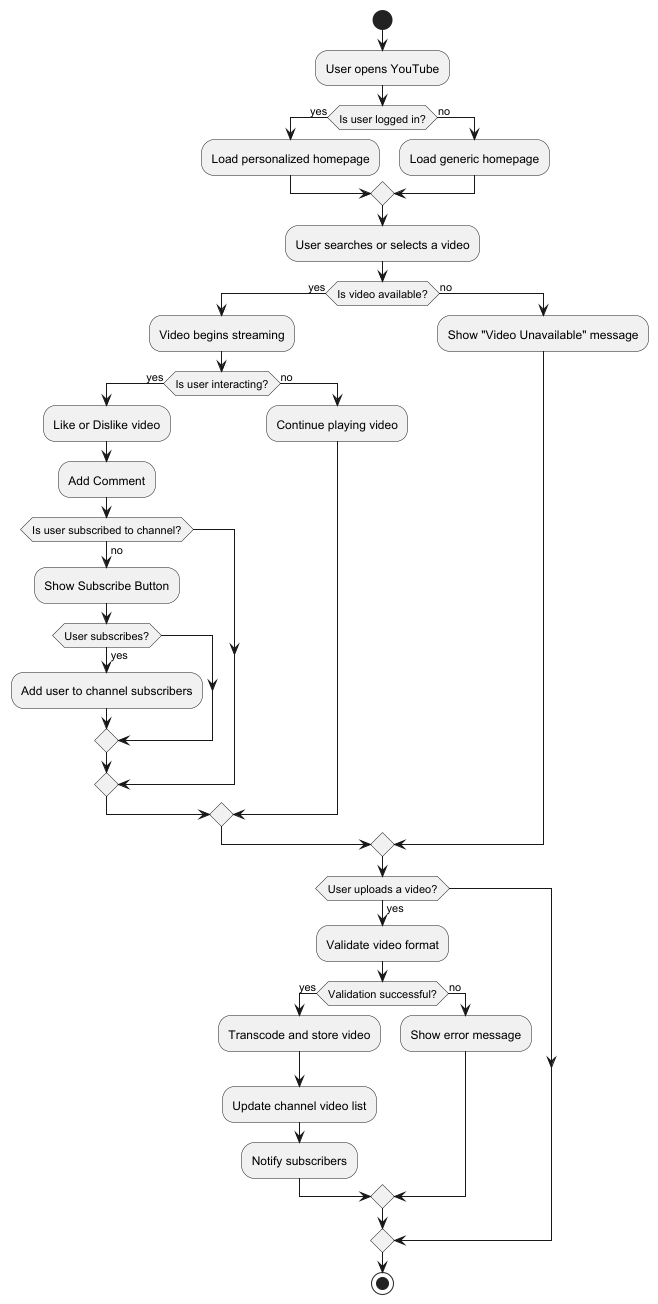 User opens YouTube
yes
Is user logged in?
no
Load personalized homepage
Load generic homepage
User searches or selects a video
yes
Is video available?
no
Video begins streaming
Show "Video Unavailable" message
yes
Is user interacting?
no
Like or Dislike video
Continue playing video
Add Comment
Is user subscribed to channel?
no
Show Subscribe Button
User subscribes?
yes
Add user to channel subscribers
User uploads a video?
yes
Validate video format
yes
Validation successful?
no
Transcode and store video
Show error message
Update channel video list
Notify subscribers